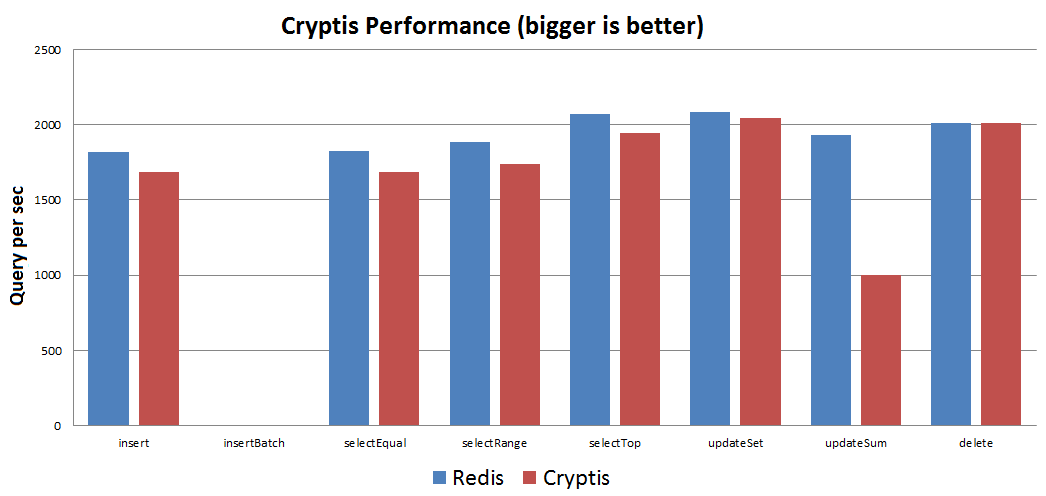 Cryptis Performance (bigger is better)
2500
2000
1500
1000
500
0
Query per sec
insert insertBatch selectEqual selectRange selectTop updateSet updateSum delete
Redis Cryptis